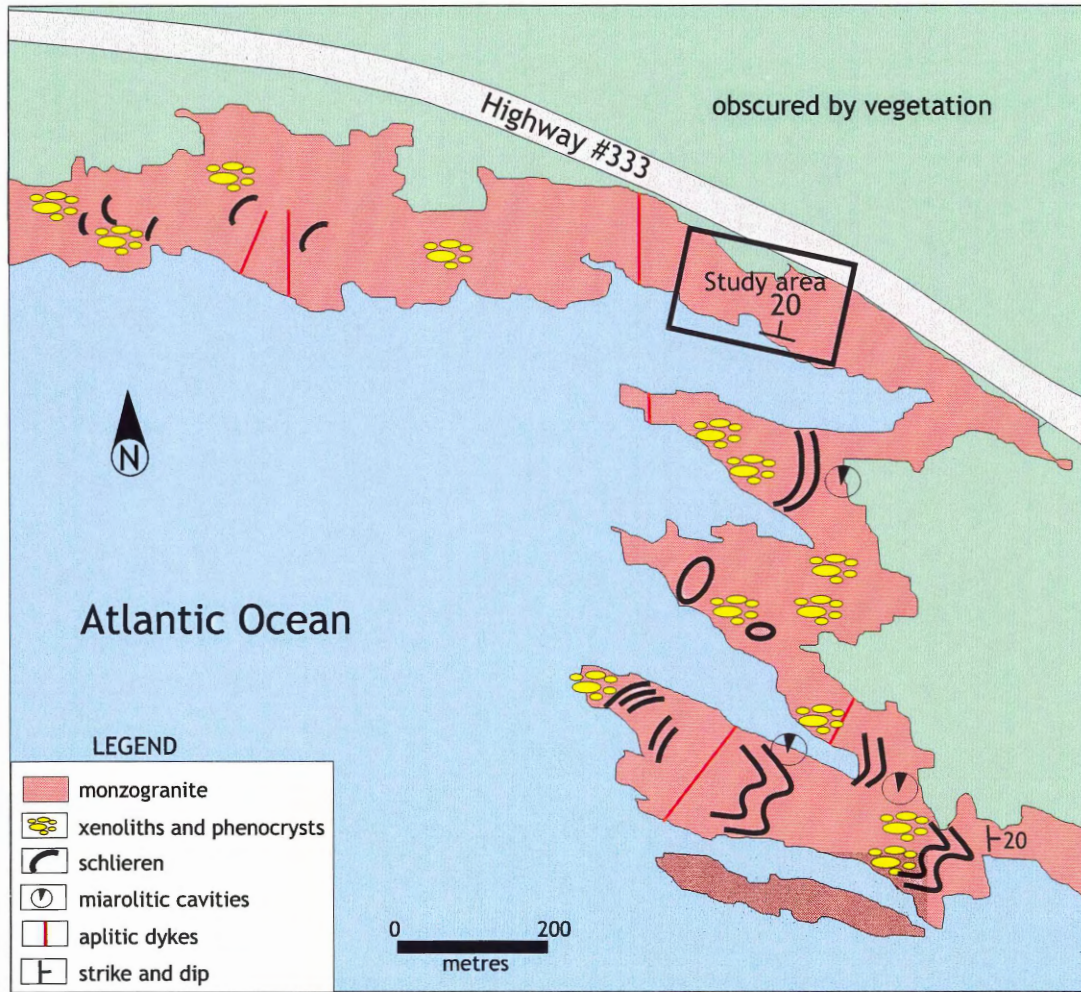 obscured by vegetation
Highway #333
Study area
20
N
Atlantic Ocean
20
LEGEND
monzogranite
xenoliths and phenocrysts
schlieren
miarolitic cavities
aplitic dykes
strike and dip
0 200
metres